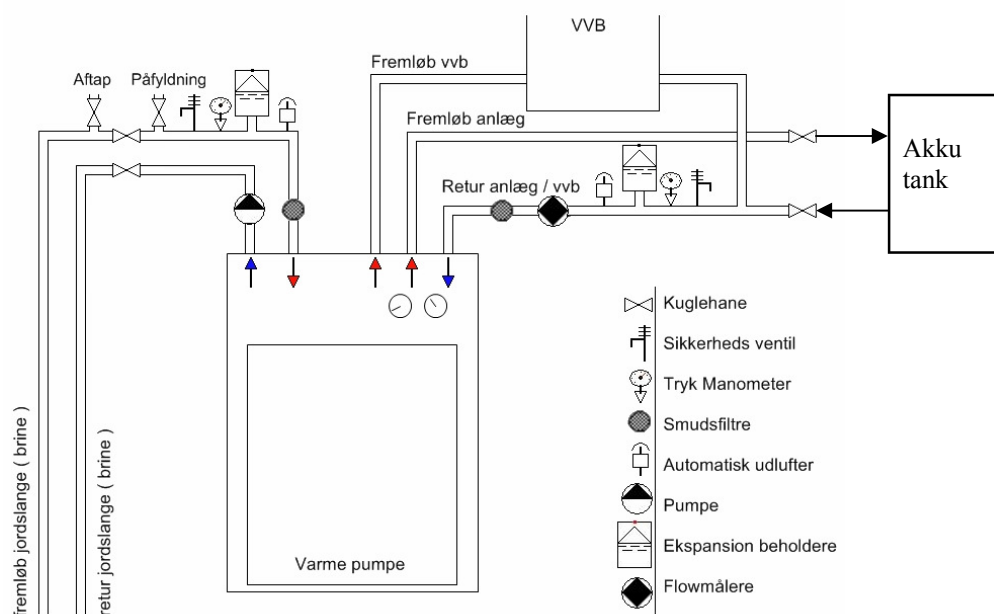 VVB
Fremløb vvb
Aftap
Påfyldning
Fremløb anlæg
Akku
tank
Retur anlæg / vvb
Kuglehane
Sikkerheds ventil
Tryk Manometer
Smudsfiltre
Automatisk udlufter
Pumpe
Ekspansion beholdere
Flowmålere
Varme pumpe
fremløb jordslange ( brine )
retur jordslange ( brine )